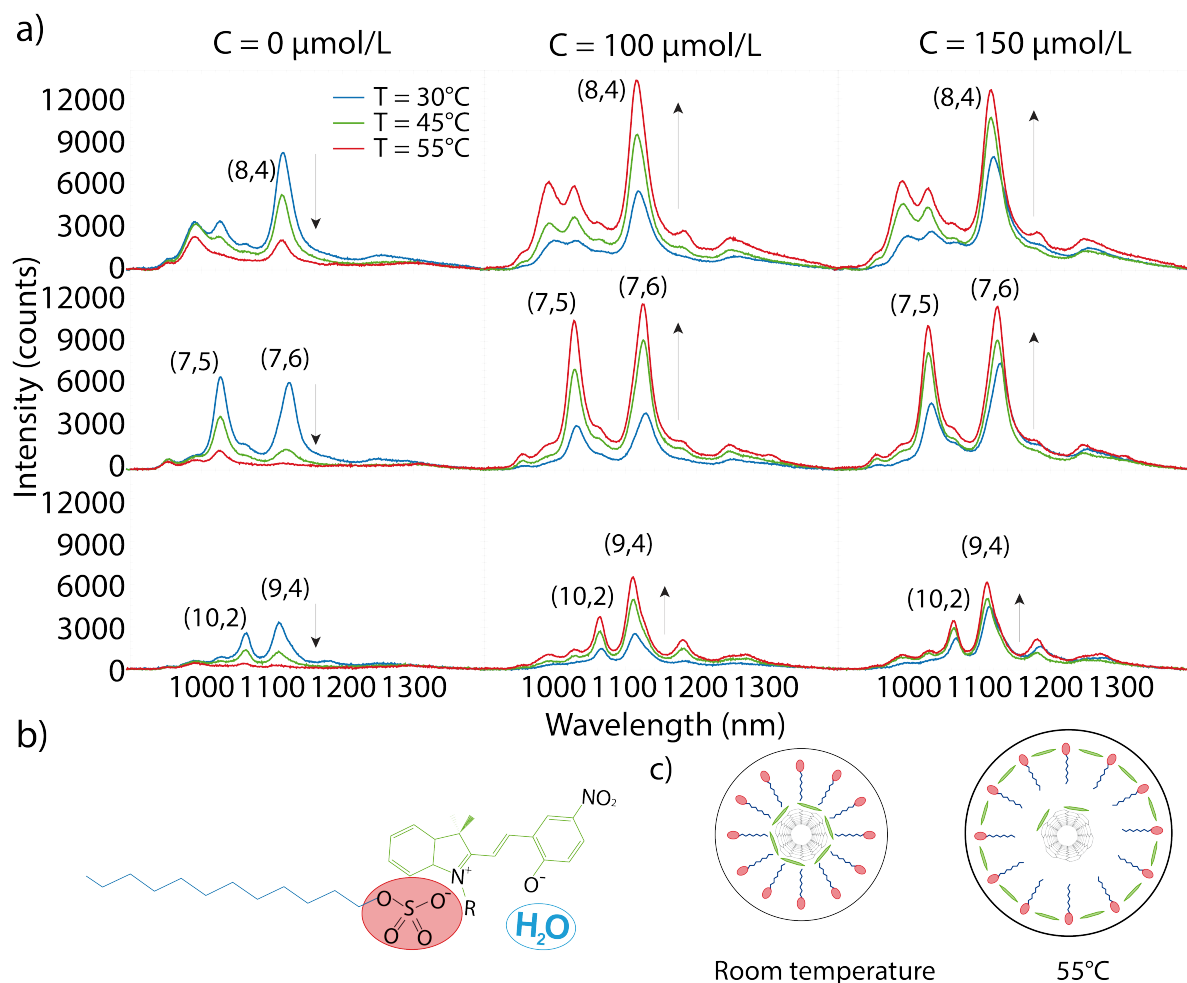 a)
C = 0 μmol/L C = 100 μmol/L C = 150 μmol/L
T = 30°C
T = 45°C
T = 55°C
Intensity (counts)
12000
9000
6000
3000
0
(8,4)
(8,4)
(8,4)
12000
9000
6000
3000
0
(7,5) (7,6)
(7,5) (7,6)
(7,5) (7,6)
12000
9000
6000
3000
0
(10,2) (9,4)
(10,2) (9,4)
(10,2) (9,4)
1000 1100 1200 1300 1000 1100 1200 1300 1000 1100 1200 1300
Wavelength (nm)
b)
NO2
N+
O-
R
O S O-
O O
H2O
c)
Room temperature 55°C